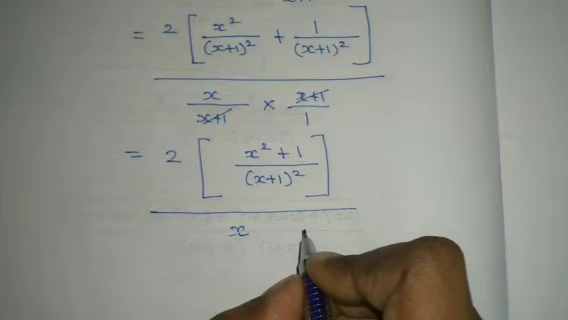 = 2 [ x²/(x+1)² + 1/(x+1)² ]
x/(x+1) × (x+1)/1
= 2 [ (x² + 1)/(x+1)² ]
x